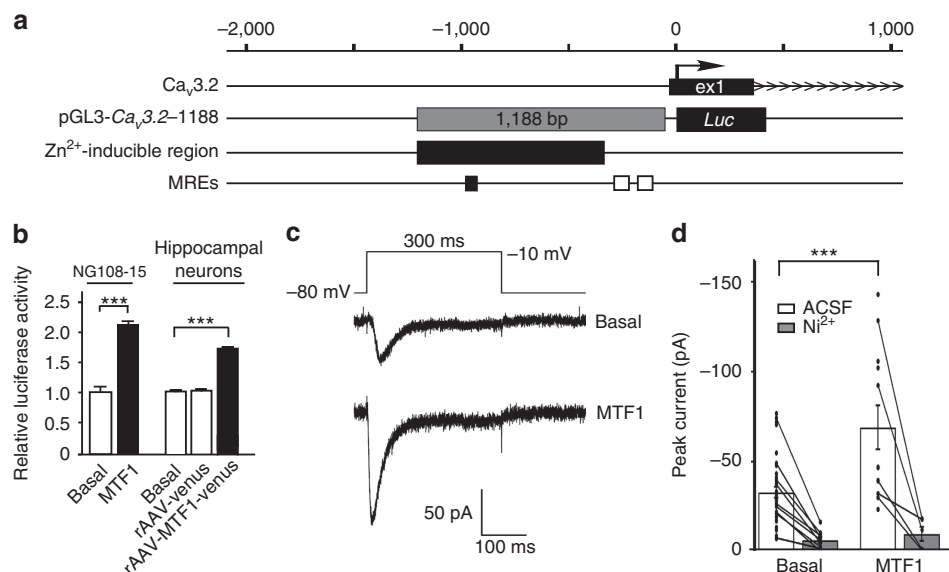 a
−2,000 −1,000 0 1,000
Ca_v3.2 ex1
pGL3-Ca_v3.2–1188 1,188 bp Luc
Zn²⁺-inducible region
MREs
b
NG108-15
Hippocampal
neurons
Relative luciferase activity
2.5
2.0
1.5
1.0
0.5
0
***
***
Basal
MTF1
Basal
rAAV-venus
rAAV-MTF1-venus
c
300 ms
−10 mV
−80 mV
Basal
MTF1
50 pA
100 ms
d
***
ACSF
Ni²⁺
Peak current (pA)
−150
−100
−50
0
Basal MTF1